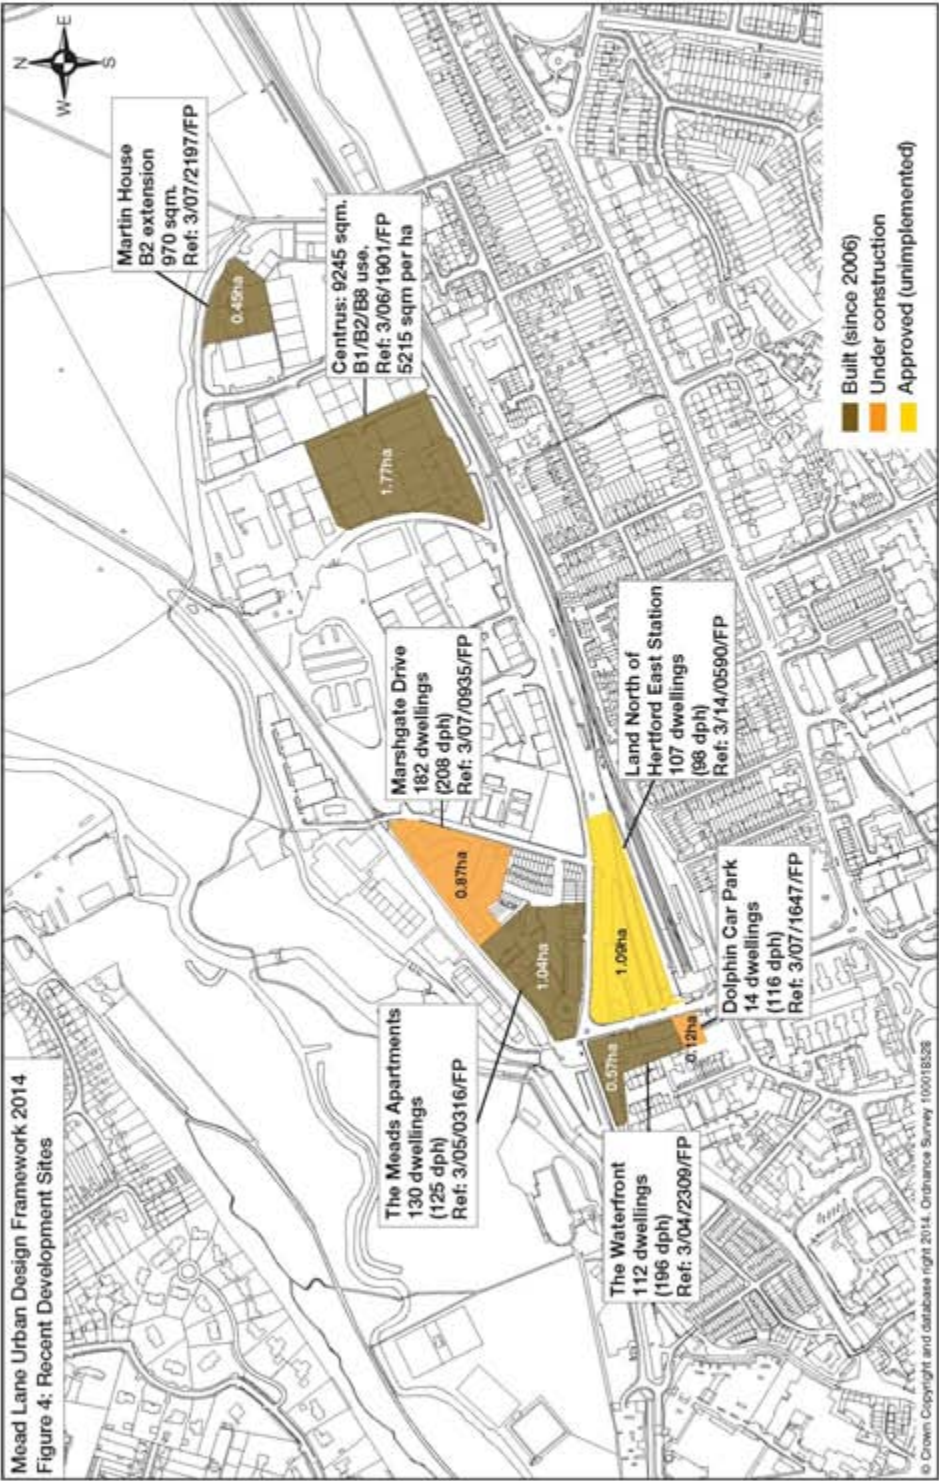 Mead Lane Urban Design Framework 2014
Figure 4: Recent Development Sites
N
E
S
W
Martin House
B2 extension
970 sqm.
Ref: 3/07/2197/FP
0.45ha
Centrus: 9245 sqm.
B1/B2/B8 use.
Ref: 3/06/1901/FP
5215 sqm per ha
1.77ha
Marshgate Drive
182 dwellings
(208 dph)
Ref: 3/07/0935/FP
0.87ha
The Meads Apartments
130 dwellings
(125 dph)
Ref: 3/05/0316/FP
1.04ha
Land North of
Hertford East Station
107 dwellings
(98 dph)
Ref: 3/14/0590/FP
1.09ha
The Waterfront
112 dwellings
(196 dph)
Ref: 3/04/2309/FP
0.57ha
Dolphin Car Park
14 dwellings
(116 dph)
Ref: 3/07/1647/FP
0.12ha
Built (since 2006)
Under construction
Approved (unimplemented)
© Crown Copyright and database right 2014. Ordnance Survey 100018528